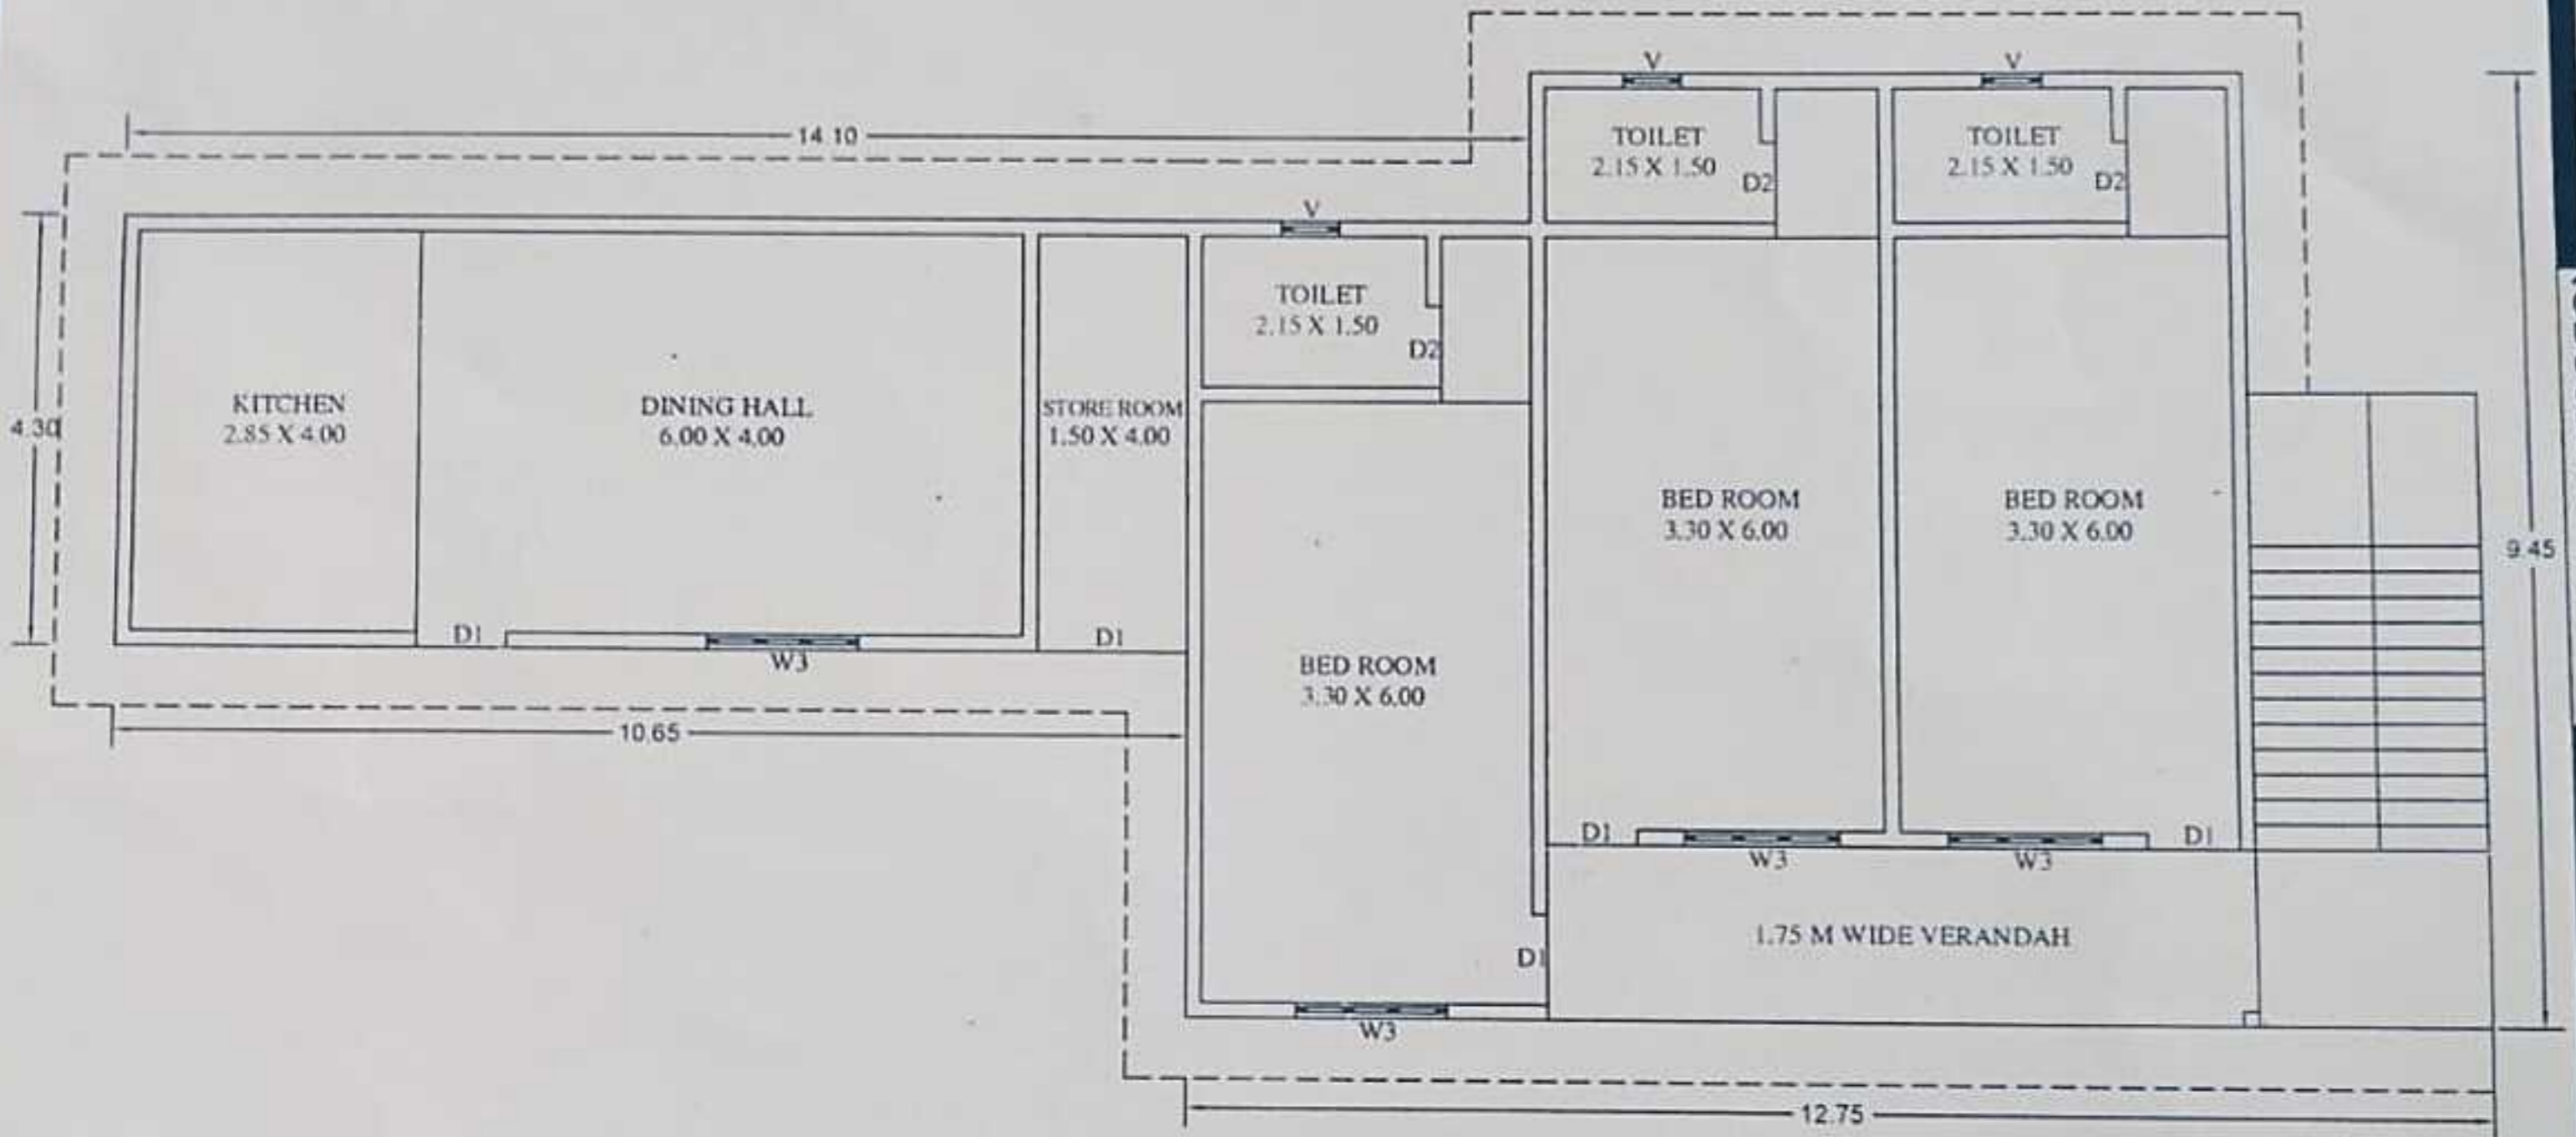 V
V
14.10
TOILET
2.15 X 1.50
D2
TOILET
2.15 X 1.50
D2
V
TOILET
2.15 X 1.50
D2
4.30
KITCHEN
2.85 X 4.00
DINING HALL
6.00 X 4.00
STORE ROOM
1.50 X 4.00
BED ROOM
3.30 X 6.00
BED ROOM
3.30 X 6.00
9.45
D1
W3
D1
BED ROOM
3.30 X 6.00
10.65
D1
W3
W3
D1
1.75 M WIDE VERANDAH
D1
W3
12.75